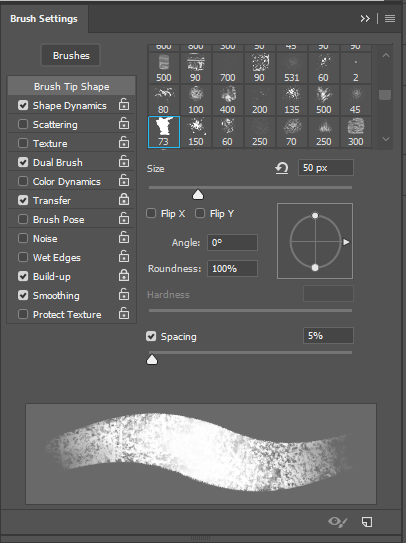 Brush Settings
Brushes
Brush Tip Shape
Shape Dynamics
Scattering
Texture
Dual Brush
Color Dynamics
Transfer
Brush Pose
Noise
Wet Edges
Build-up
Smoothing
Protect Texture
600 800 300 50 45 90 90
500 90 700 90 531 60 2
80 100 400 200 135 500 45
73 150 60 250 70 250 300
Size 50 px
Flip X Flip Y
Angle: 0°
Roundness: 100%
Hardness
Spacing 5%